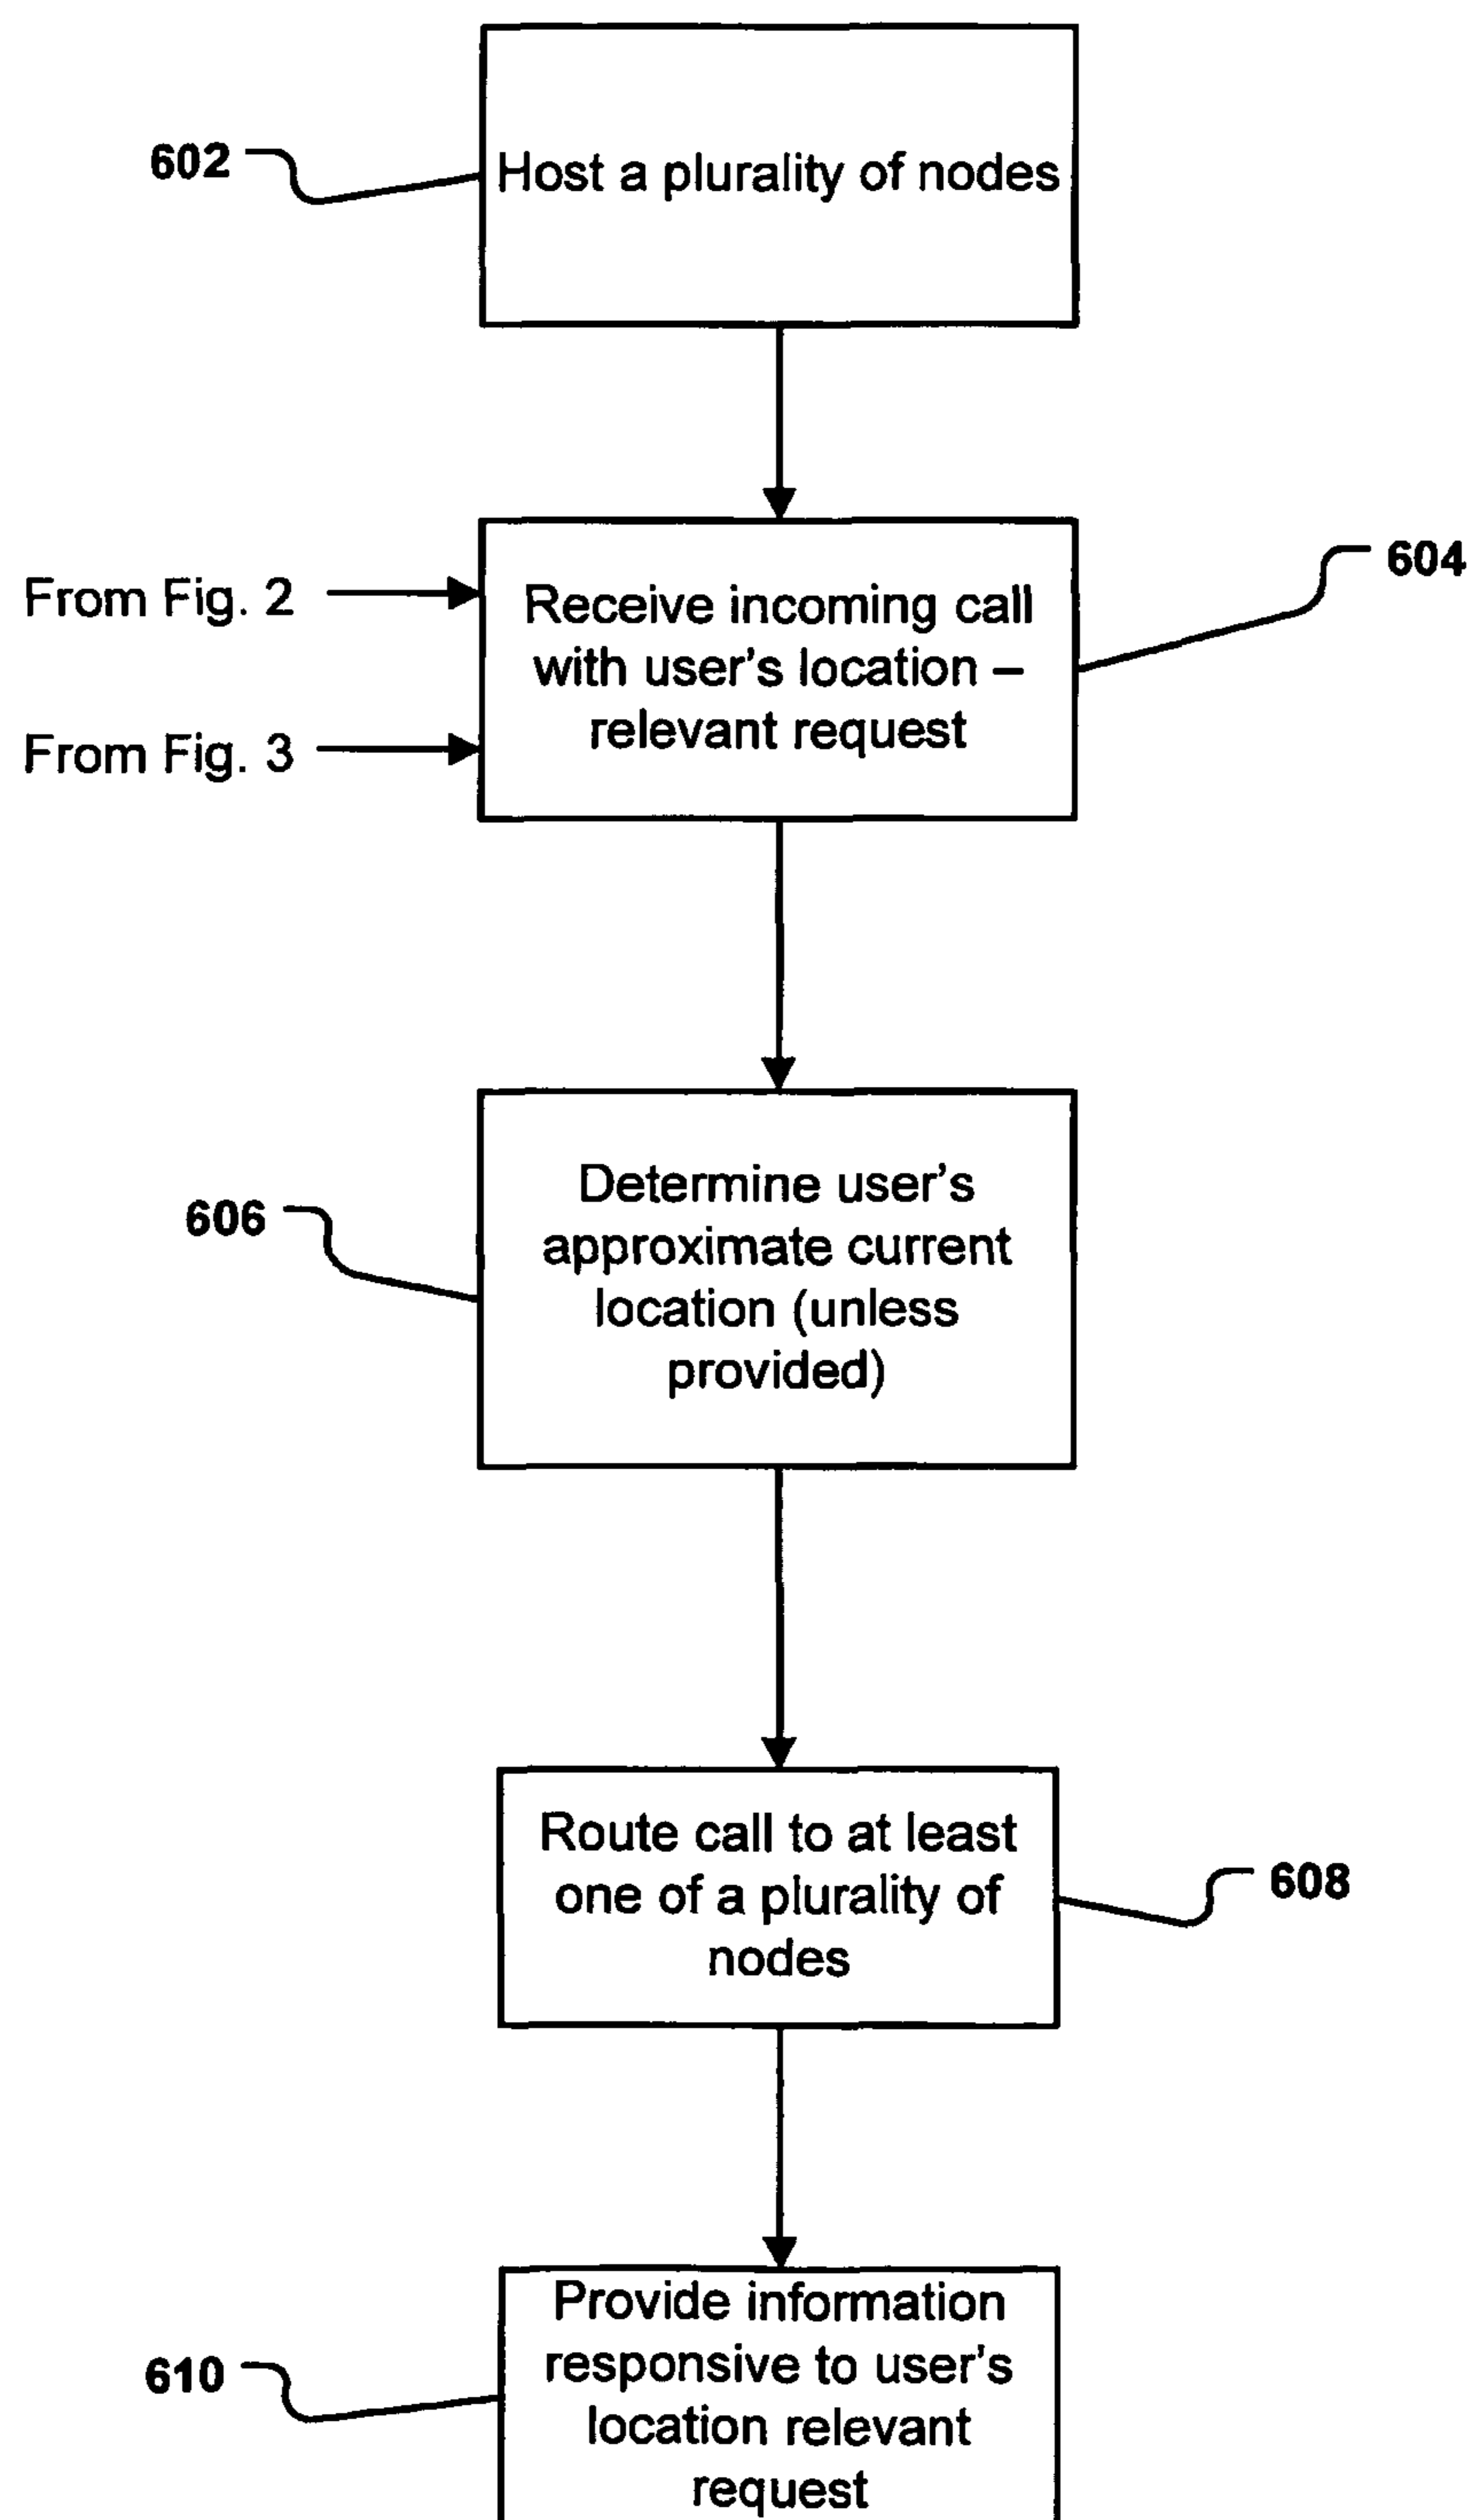 602
Host a plurality of nodes
From Fig. 2
From Fig. 3
Receive incoming call
with user's location –
relevant request
604
606
Determine user's
approximate current
location (unless
provided)
Route call to at least
one of a plurality of
nodes
608
610
Provide information
responsive to user's
location relevant
request